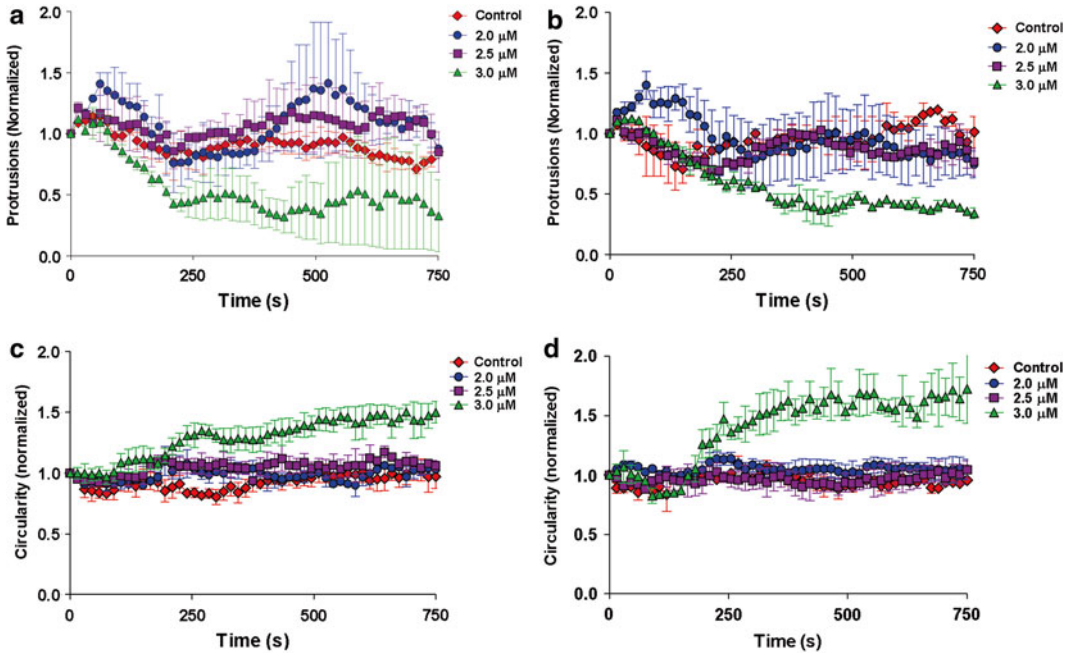 a
Protrusions (Normalized)
2.0
1.5
1.0
0.5
0.0
0
250
500
750
Time (s)
Control
2.0 μM
2.5 μM
3.0 μM
b
Protrusions (Normalized)
2.0
1.5
1.0
0.5
0.0
0
250
500
750
Time (s)
Control
2.0 μM
2.5 μM
3.0 μM
c
Circularity (normalized)
2.0
1.5
1.0
0.5
0.0
0
250
500
750
Time (s)
Control
2.0 μM
2.5 μM
3.0 μM
d
Circularity (normalized)
2.0
1.5
1.0
0.5
0.0
0
250
500
750
Time (s)
Control
2.0 μM
2.5 μM
3.0 μM